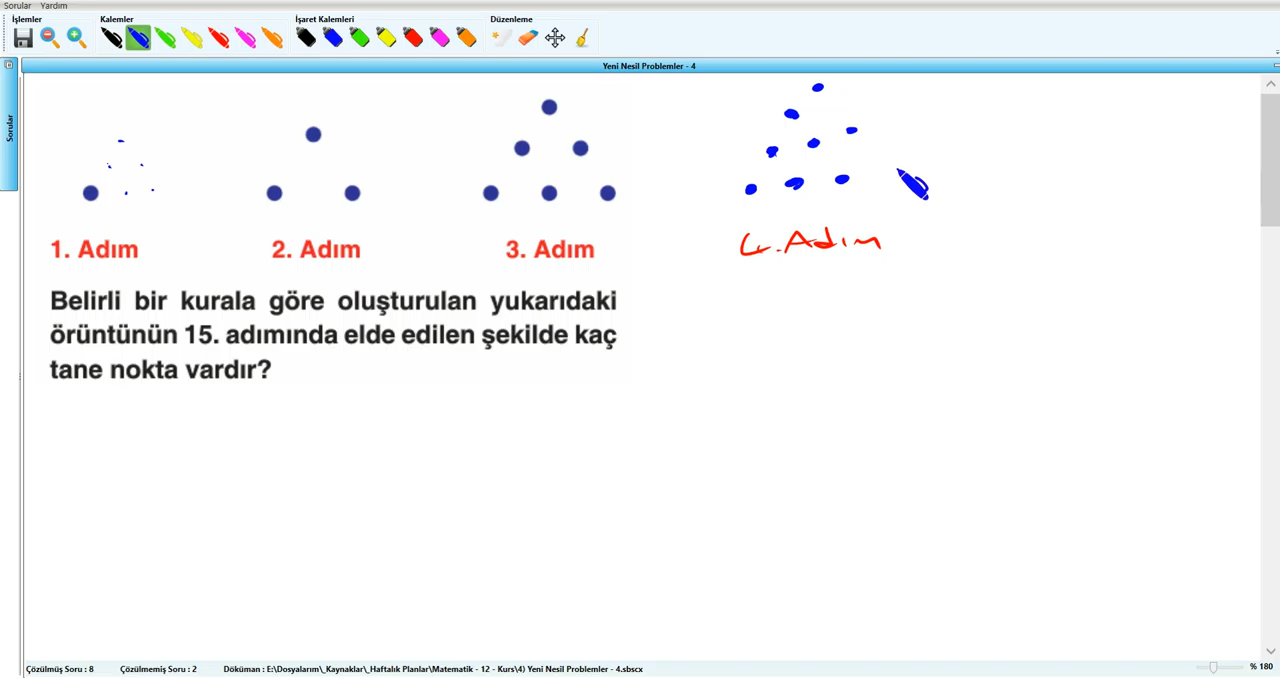 Sorular Yardım
İşlemler Kalemler İşaret Kalemleri Düzenleme
Yeni Nesil Problemler - 4
Sorular
1. Adım 2. Adım 3. Adım 4. Adım
Belirli bir kurala göre oluşturulan yukarıdaki
örüntünün 15. adımında elde edilen şekilde kaç
tane nokta vardır?
Çözülmüş Soru : 8 Çözülmemiş Soru : 2 Döküman : E:\Dosyalarım\_Kaynaklar\_Haftalık Planlar\Matematik - 12 - Kurs\4) Yeni Nesil Problemler - 4.sbscx % 180